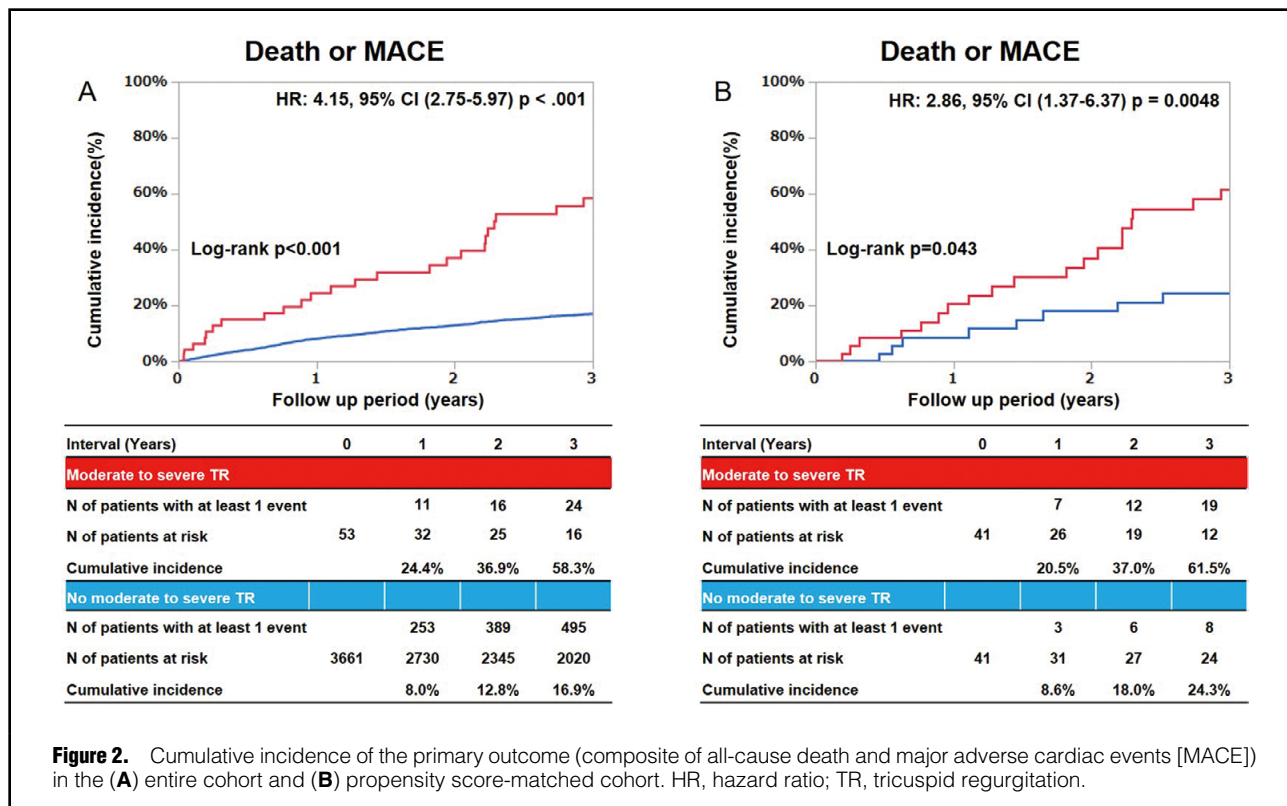 Death or MACE
A
HR: 4.15, 95% CI (2.75-5.97) p < .001
Cumulative incidence(%)
100%
80%
60%
40%
20%
0%
Log-rank p<0.001
0 1 2 3
Follow up period (years)
Interval (Years) 0 1 2 3
Moderate to severe TR
N of patients with at least 1 event 11 16 24
N of patients at risk 53 32 25 16
Cumulative incidence 24.4% 36.9% 58.3%
No moderate to severe TR
N of patients with at least 1 event 253 389 495
N of patients at risk 3661 2730 2345 2020
Cumulative incidence 8.0% 12.8% 16.9%
Death or MACE
B
HR: 2.86, 95% CI (1.37-6.37) p = 0.0048
Cumulative incidence(%)
100%
80%
60%
40%
20%
0%
Log-rank p=0.043
0 1 2 3
Follow up period (years)
Interval (Years) 0 1 2 3
Moderate to severe TR
N of patients with at least 1 event 7 12 19
N of patients at risk 41 26 19 12
Cumulative incidence 20.5% 37.0% 61.5%
No moderate to severe TR
N of patients with at least 1 event 3 6 8
N of patients at risk 41 31 27 24
Cumulative incidence 8.6% 18.0% 24.3%
Figure 2. Cumulative incidence of the primary outcome (composite of all-cause death and major adverse cardiac events [MACE])
in the (A) entire cohort and (B) propensity score-matched cohort. HR, hazard ratio; TR, tricuspid regurgitation.